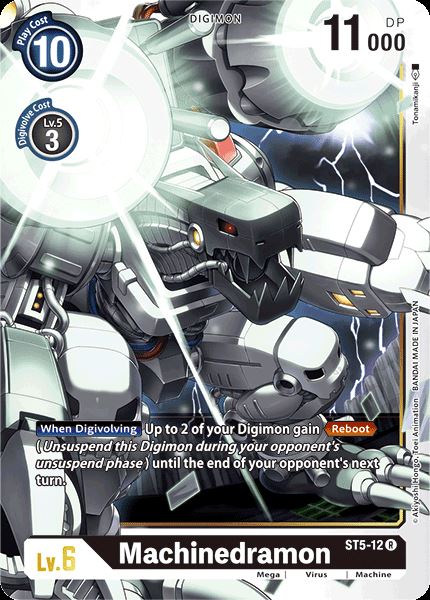 Play Cost
10
DIGIMON
11000
DP
Digivolve Cost
Lv.5
3
Tonamikanji
When Digivolving Up to 2 of your Digimon gain Reboot
(Unsuspend this Digimon during your opponent's
unsuspend phase) until the end of your opponent's next
turn.
©Akiyoshi Hongo, Toei Animation · BANDAI MADE IN JAPAN
Lv.6
Machinedramon
ST5-12 R
Mega Virus Machine